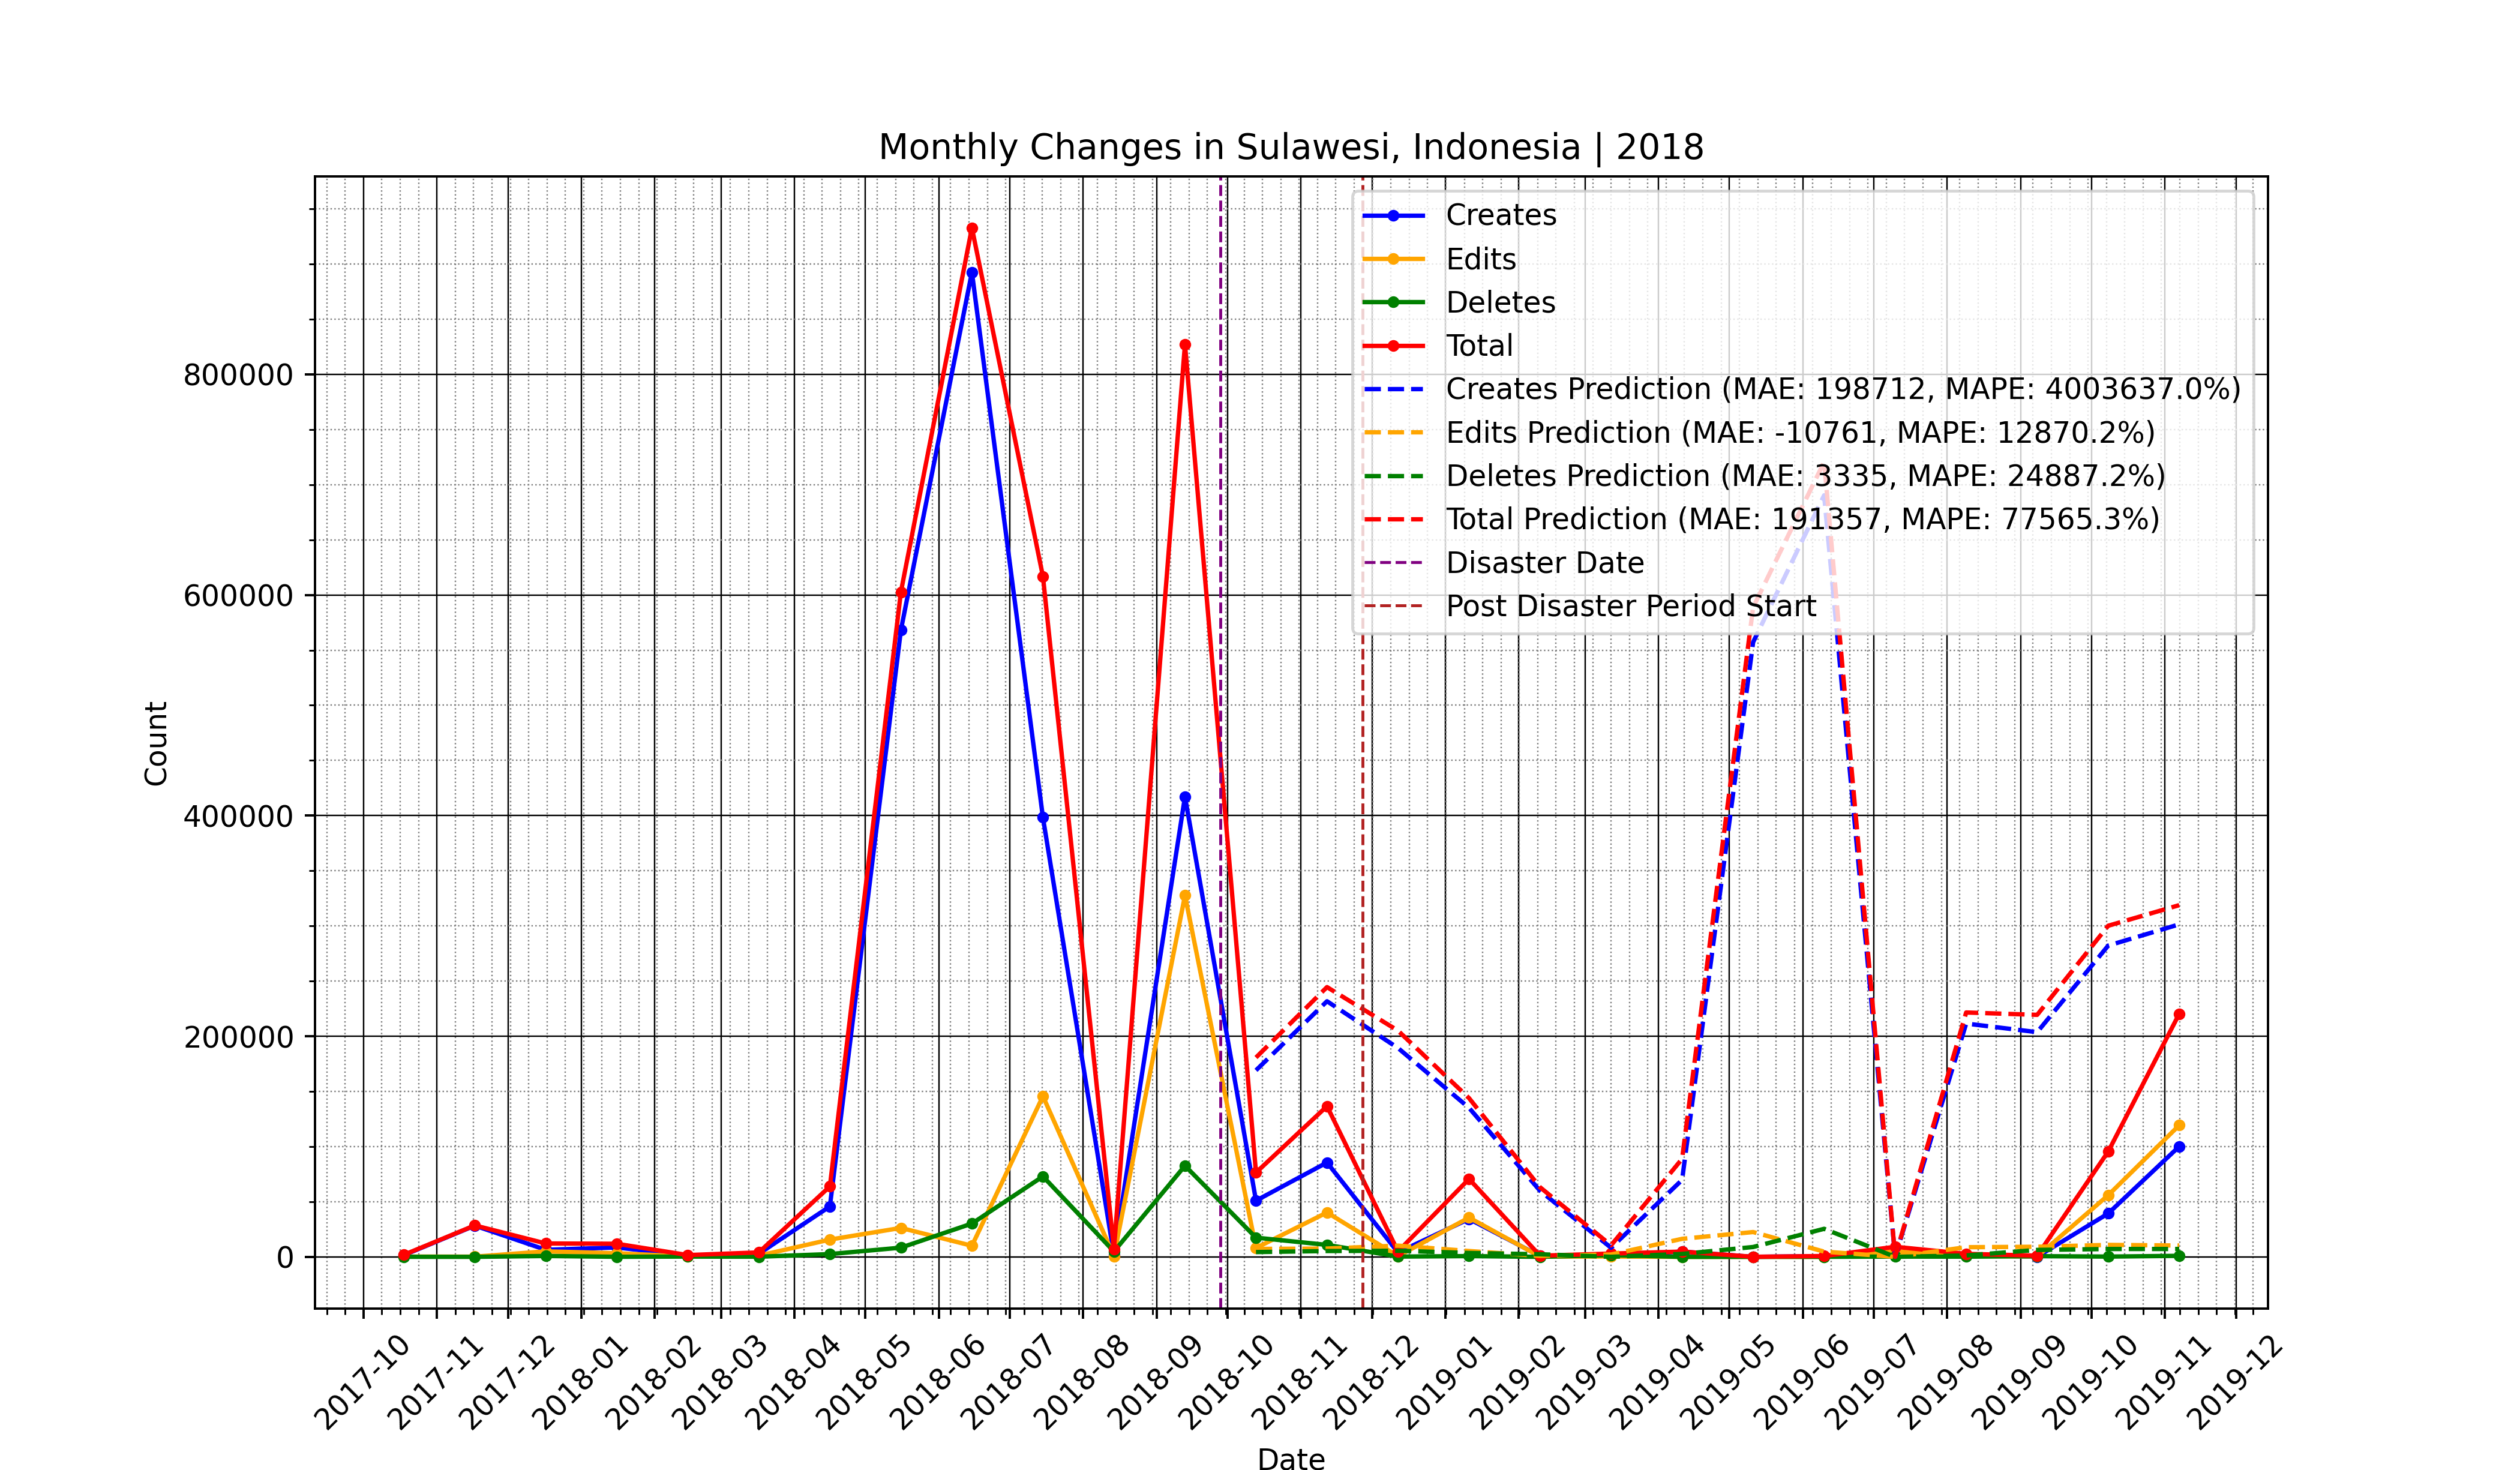 Monthly Changes in Sulawesi, Indonesia | 2018
Creates
Edits
Deletes
Total
Creates Prediction (MAE: 198712, MAPE: 4003637.0%)
Edits Prediction (MAE: -10761, MAPE: 12870.2%)
Deletes Prediction (MAE: 3335, MAPE: 24887.2%)
Total Prediction (MAE: 191357, MAPE: 77565.3%)
Disaster Date
Post Disaster Period Start
Count
800000
600000
400000
200000
0
2017-10
2017-11
2017-12
2018-01
2018-02
2018-03
2018-04
2018-05
2018-06
2018-07
2018-08
2018-09
2018-10
2018-11
2018-12
2019-01
2019-02
2019-03
2019-04
2019-05
2019-06
2019-07
2019-08
2019-09
2019-10
2019-11
2019-12
Date